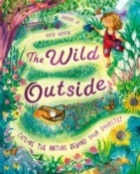 The Wild
Outside
EXPLORE THE NATURE BEYOND YOUR DOORSTEP